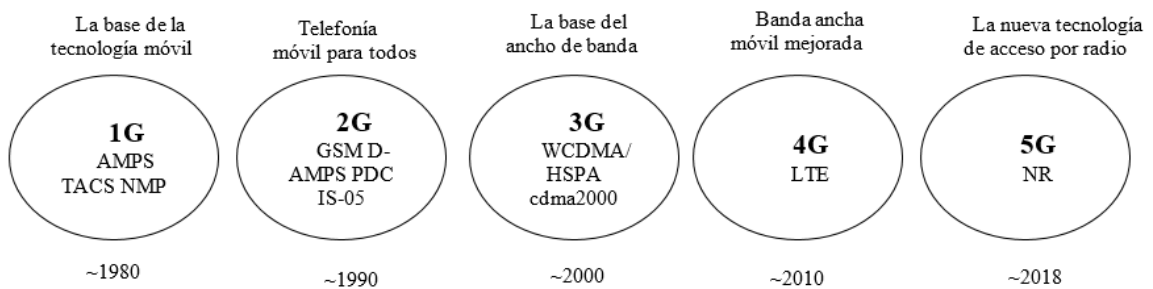 La base de la
tecnología móvil
1G
AMPS
TACS NMP
~1980
Telefonía
móvil para todos
2G
GSM D-
AMPS PDC
IS-05
~1990
La base del
ancho de banda
3G
WCDMA/
HSPA
cdma2000
~2000
Banda ancha
móvil mejorada
4G
LTE
~2010
La nueva tecnología
de acceso por radio
5G
NR
~2018